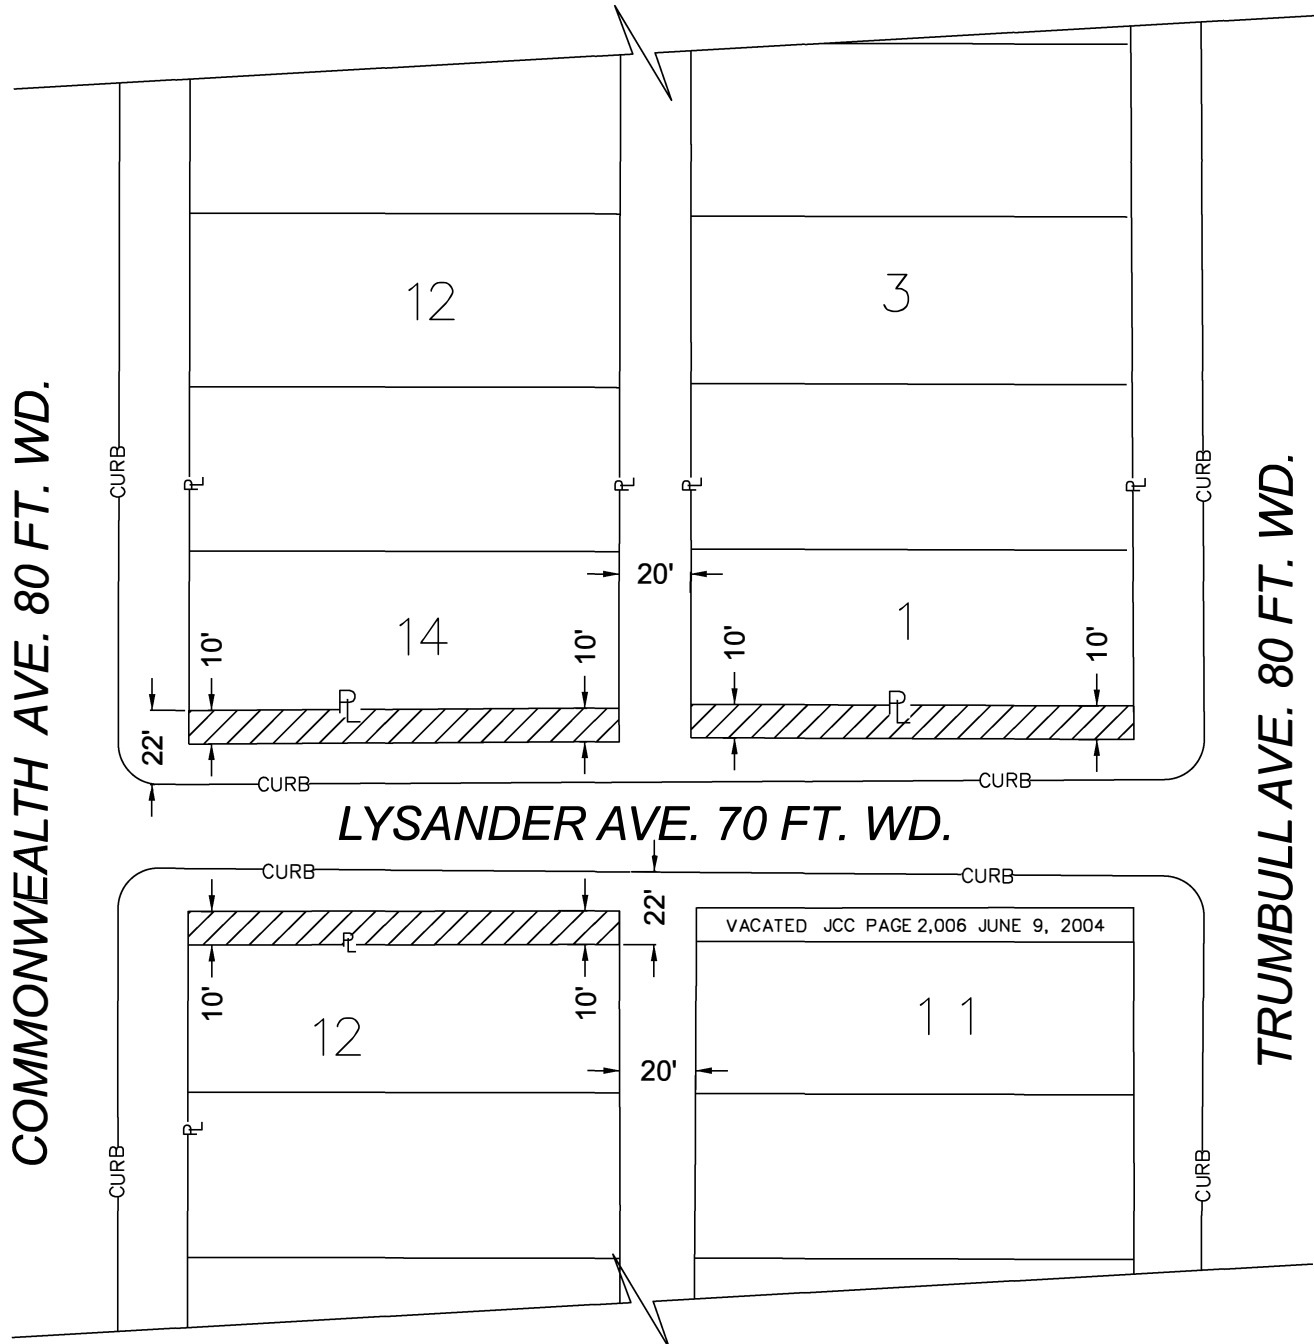 12
3
COMMONWEALTH AVE. 80 FT. WD.
CURB
PL
PL
PL
PL
CURB
TRUMBULL AVE. 80 FT. WD.
20'
14
1
10'
10'
10'
10'
PL
PL
22'
CURB
CURB
LYSANDER AVE. 70 FT. WD.
CURB
CURB
22'
VACATED JCC PAGE 2,006 JUNE 9, 2004
PL
10'
10'
12
11
20'
PL
CURB
CURB